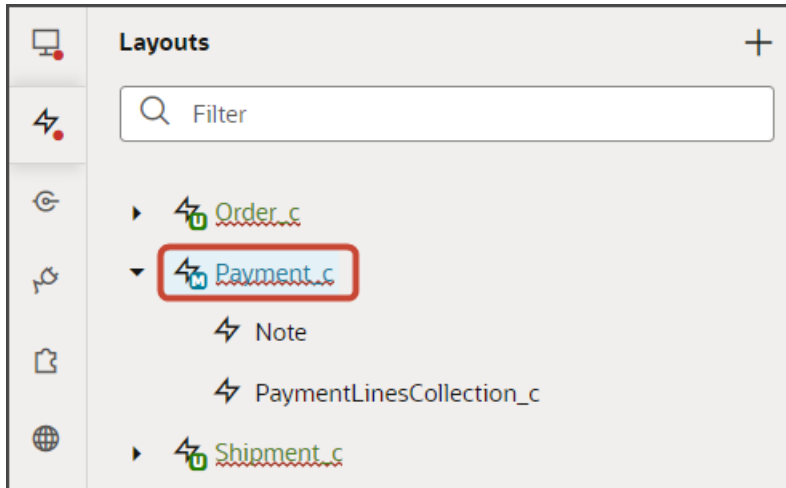 Layouts
Filter
U Order_c
M Payment_c
Note
PaymentLinesCollection_c
U Shipment_c